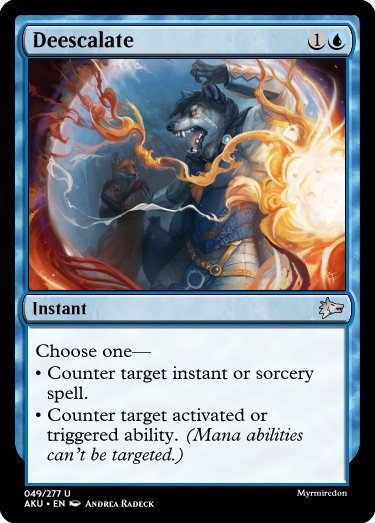 Deescalate 1
Instant
Choose one—
• Counter target instant or sorcery
spell.
• Counter target activated or
triggered ability. (Mana abilities
can't be targeted.)
049/277 U
Myrmiredon
AKU • EN Andrea Radeck